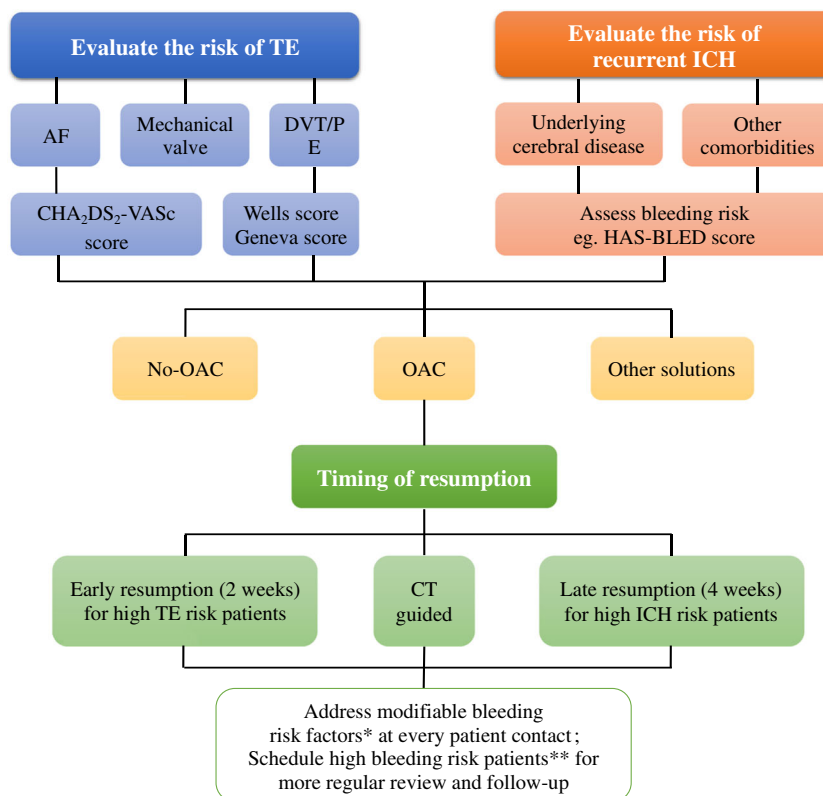 Evaluate the risk of TE
Evaluate the risk of
recurrent ICH
AF
Mechanical
valve
DVT/P
E
Underlying
cerebral disease
Other
comorbidities
CHA₂DS₂-VASc
score
Wells score
Geneva score
Assess bleeding risk
eg. HAS-BLED score
No-OAC
OAC
Other solutions
Timing of resumption
Early resumption (2 weeks)
for high TE risk patients
CT
guided
Late resumption (4 weeks)
for high ICH risk patients
Address modifiable bleeding
risk factors* at every patient contact;
Schedule high bleeding risk patients** for
more regular review and follow-up